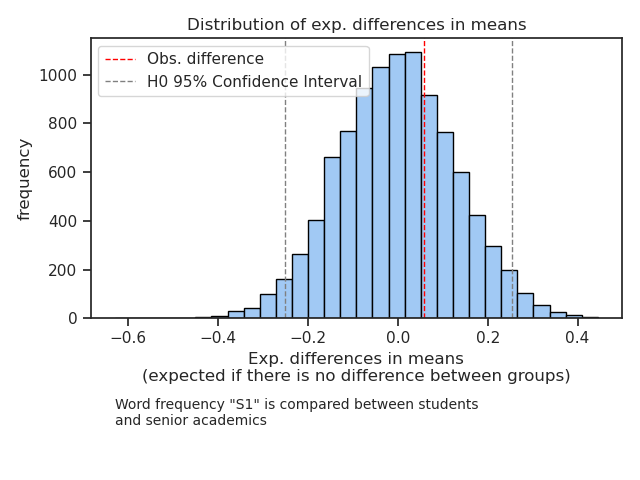 Distribution of exp. differences in means
Obs. difference
H0 95% Confidence Interval
frequency
1000
800
600
400
200
0
−0.6
−0.4
−0.2
0.0
0.2
0.4
Exp. differences in means
(expected if there is no difference between groups)
Word frequency "S1" is compared between students
and senior academics